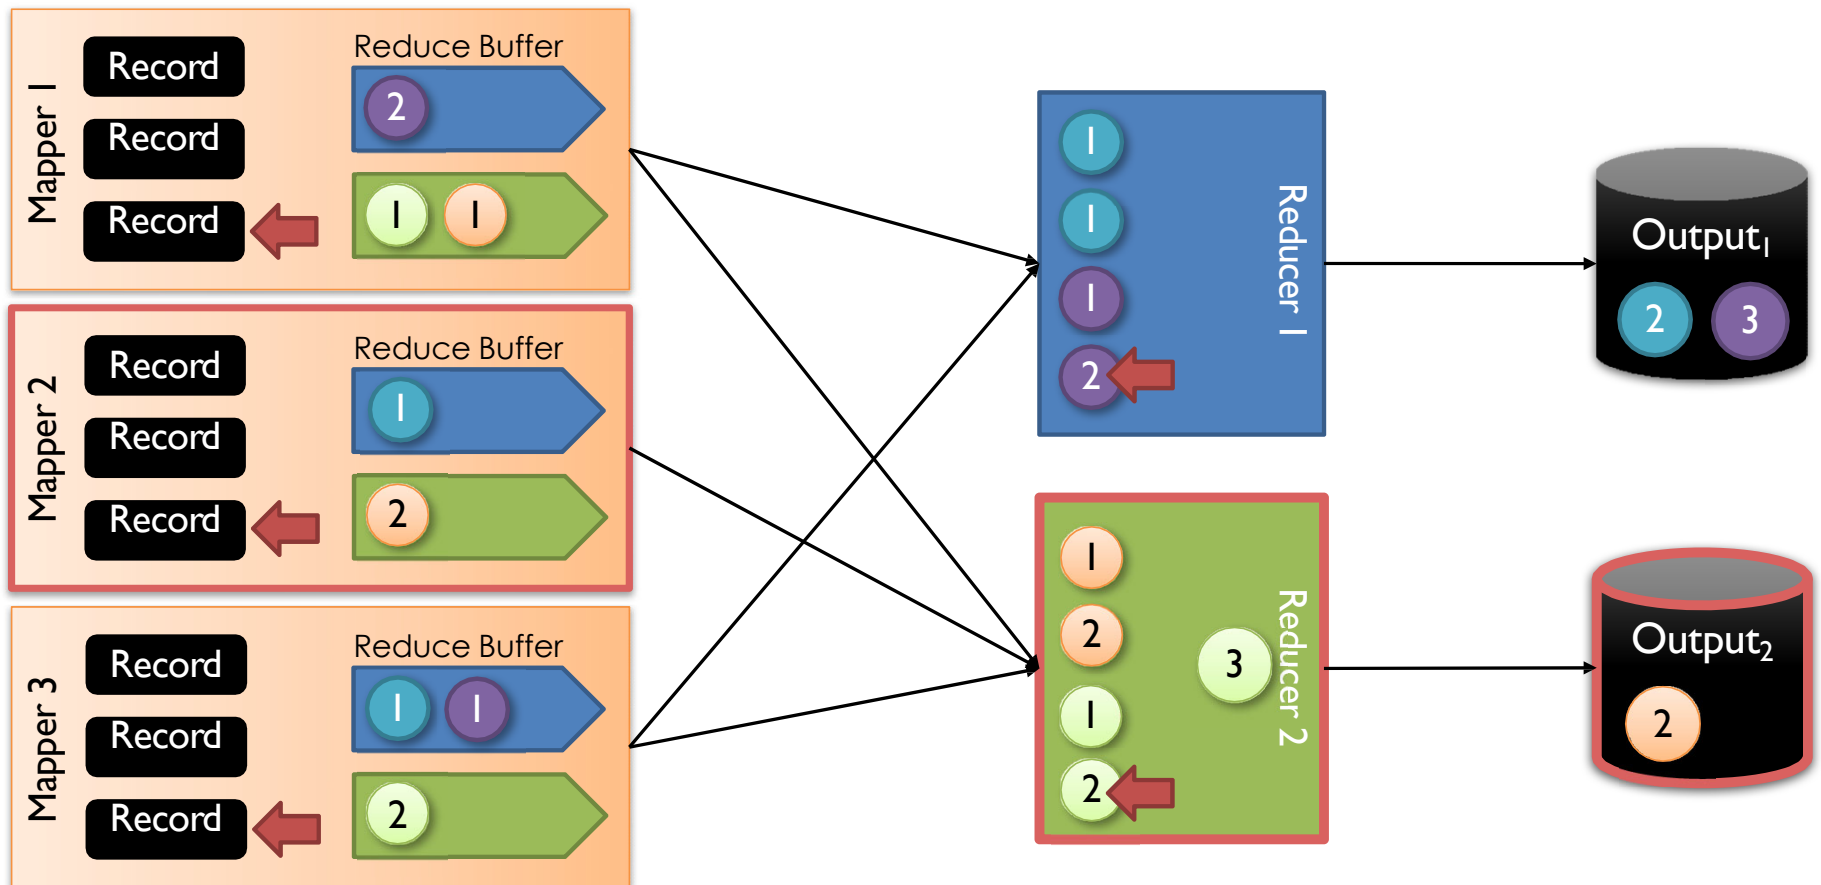 Mapper 1
Record
Record
Record
Reduce Buffer
2
1 1
Mapper 2
Record
Record
Record
Reduce Buffer
1
2
Mapper 3
Record
Record
Record
Reduce Buffer
1 1
2
Reducer 1
1
1
1
2
Reducer 2
1
2
1
2
3
Output1
2 3
Output2
2